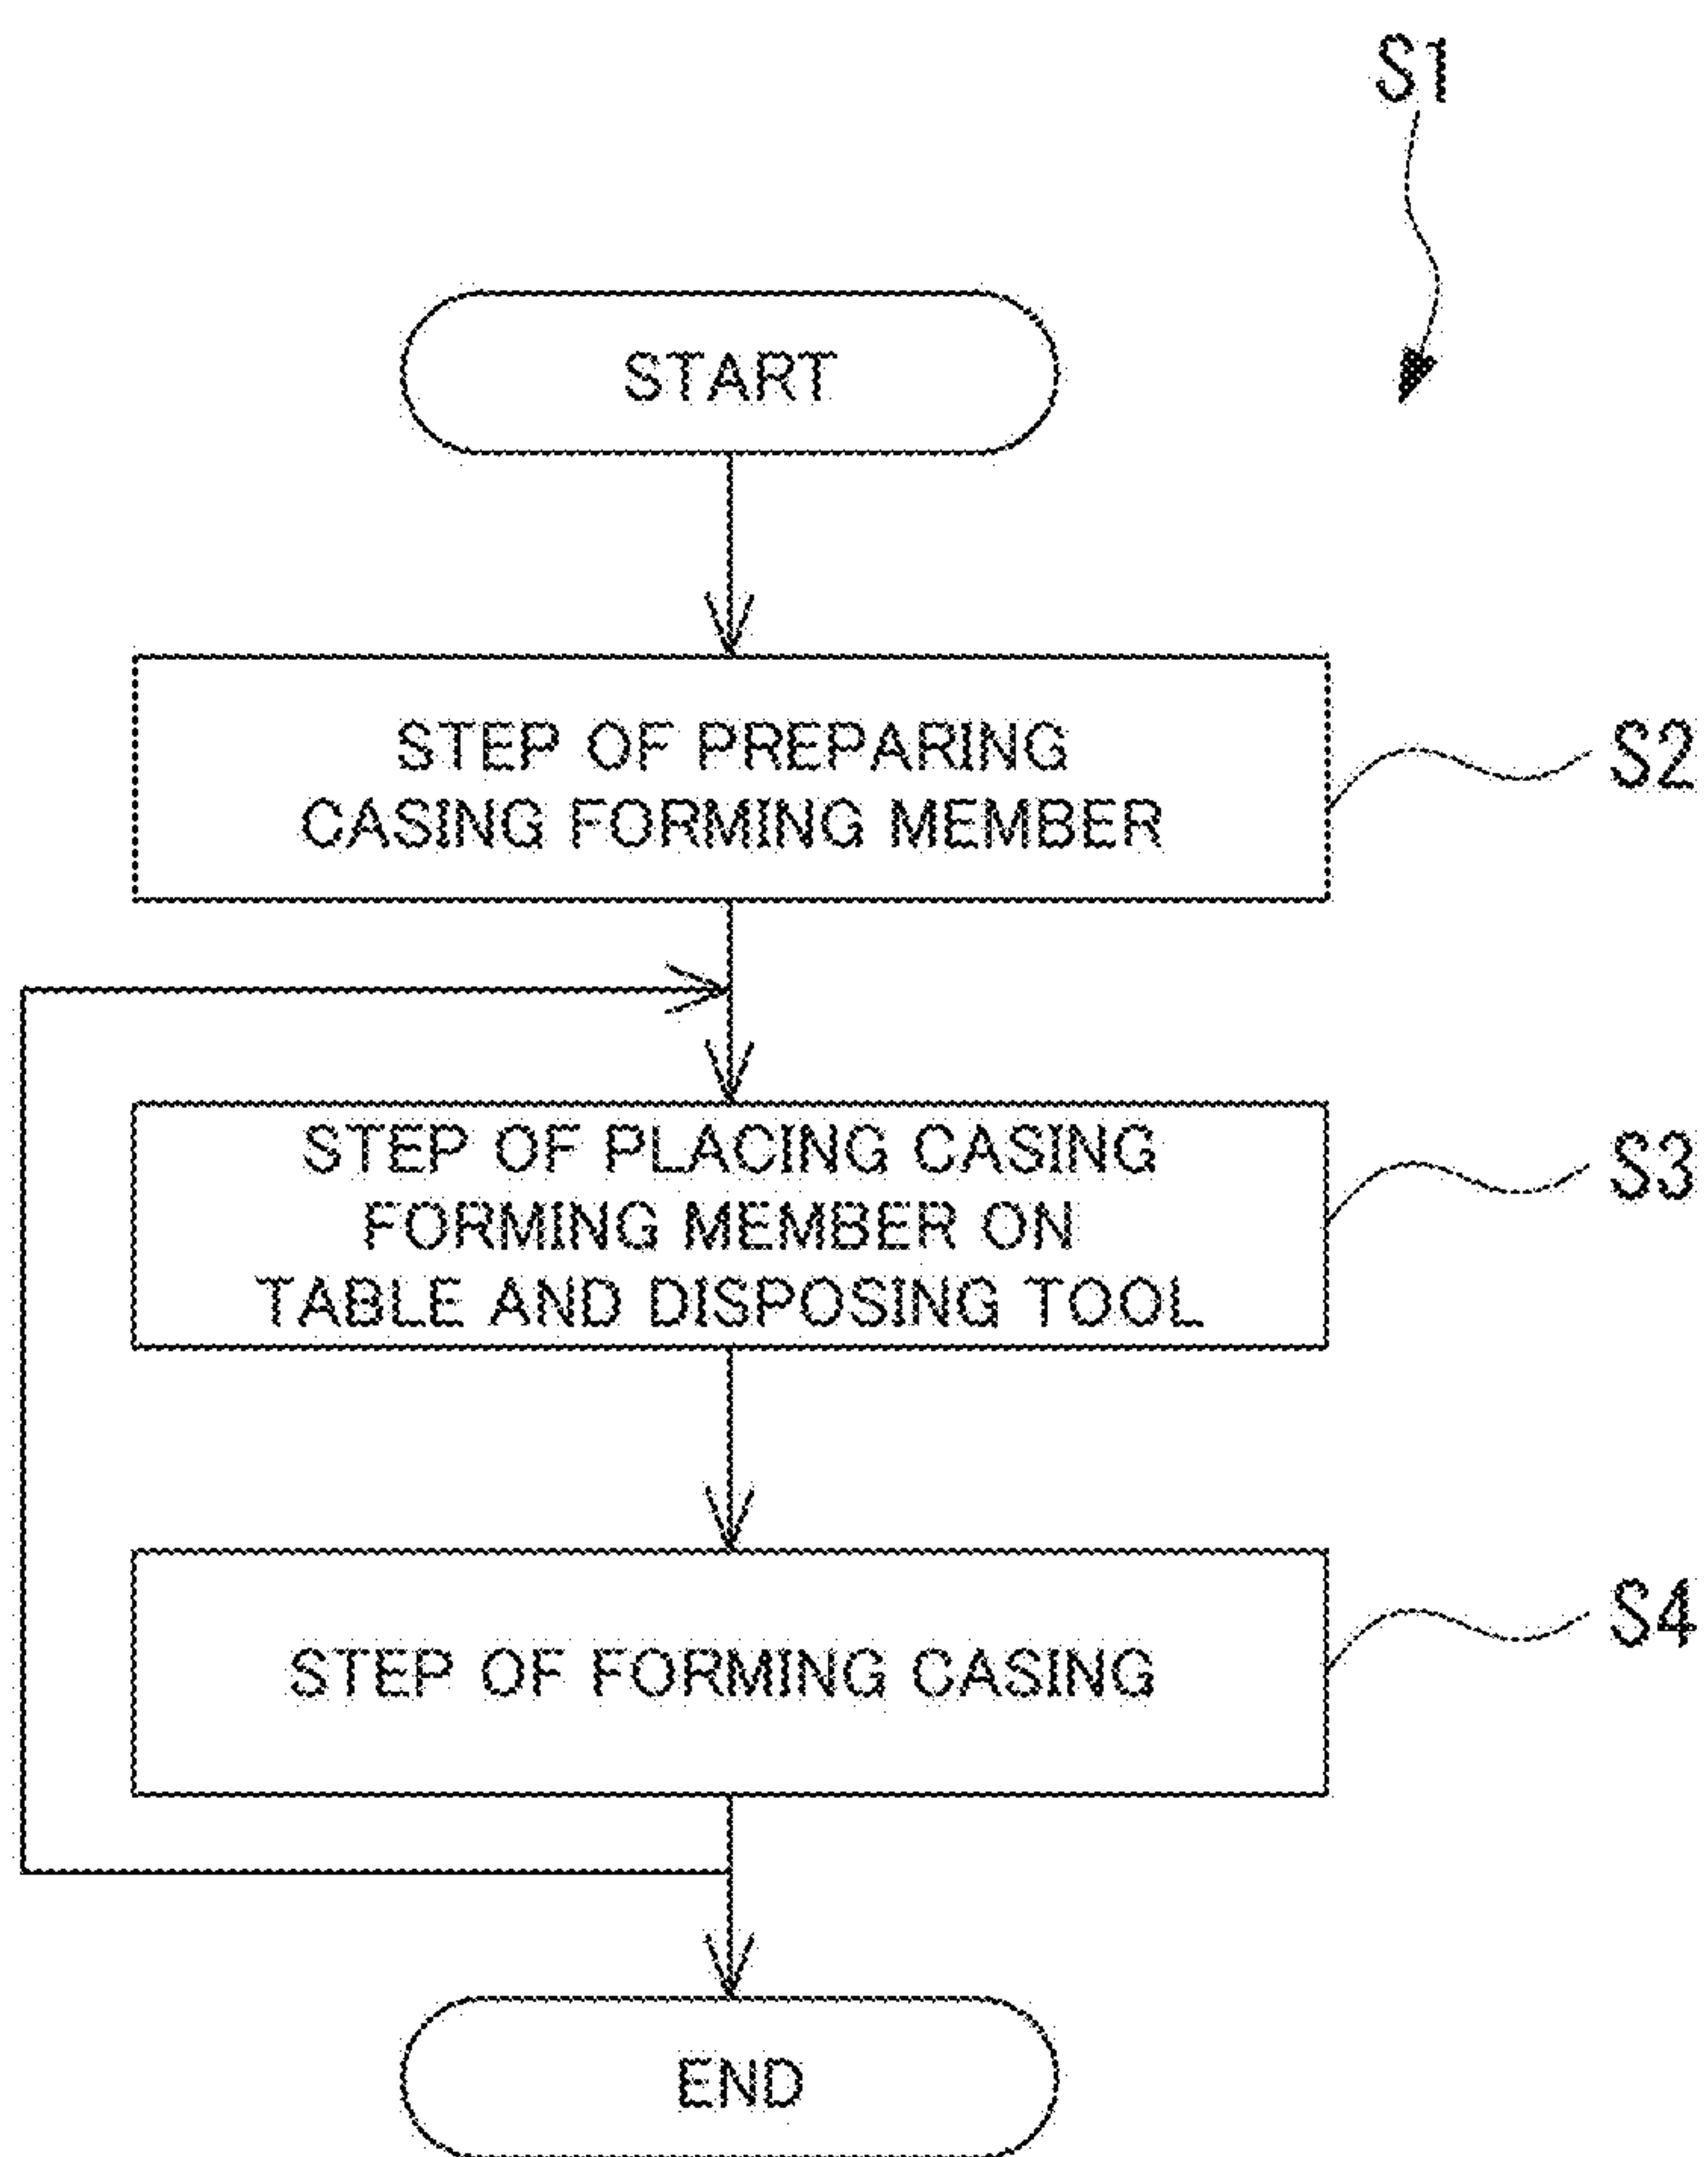 S1
START
STEP OF PREPARING
CASING FORMING MEMBER
S2
STEP OF PLACING CASING
FORMING MEMBER ON
TABLE AND DISPOSING TOOL
S3
STEP OF FORMING CASING
S4
END